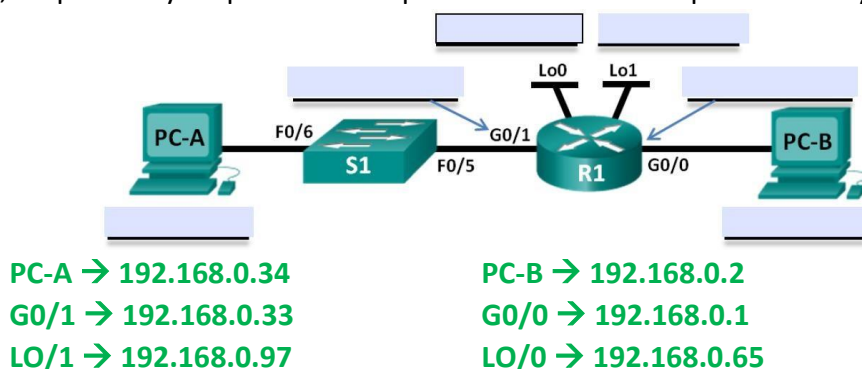 Lo0 Lo1
PC-A F0/6 S1 F0/5 G0/1 R1 G0/0 PC-B
PC-A → 192.168.0.34 PC-B → 192.168.0.2
G0/1 → 192.168.0.33 G0/0 → 192.168.0.1
LO/1 → 192.168.0.97 LO/0 → 192.168.0.65